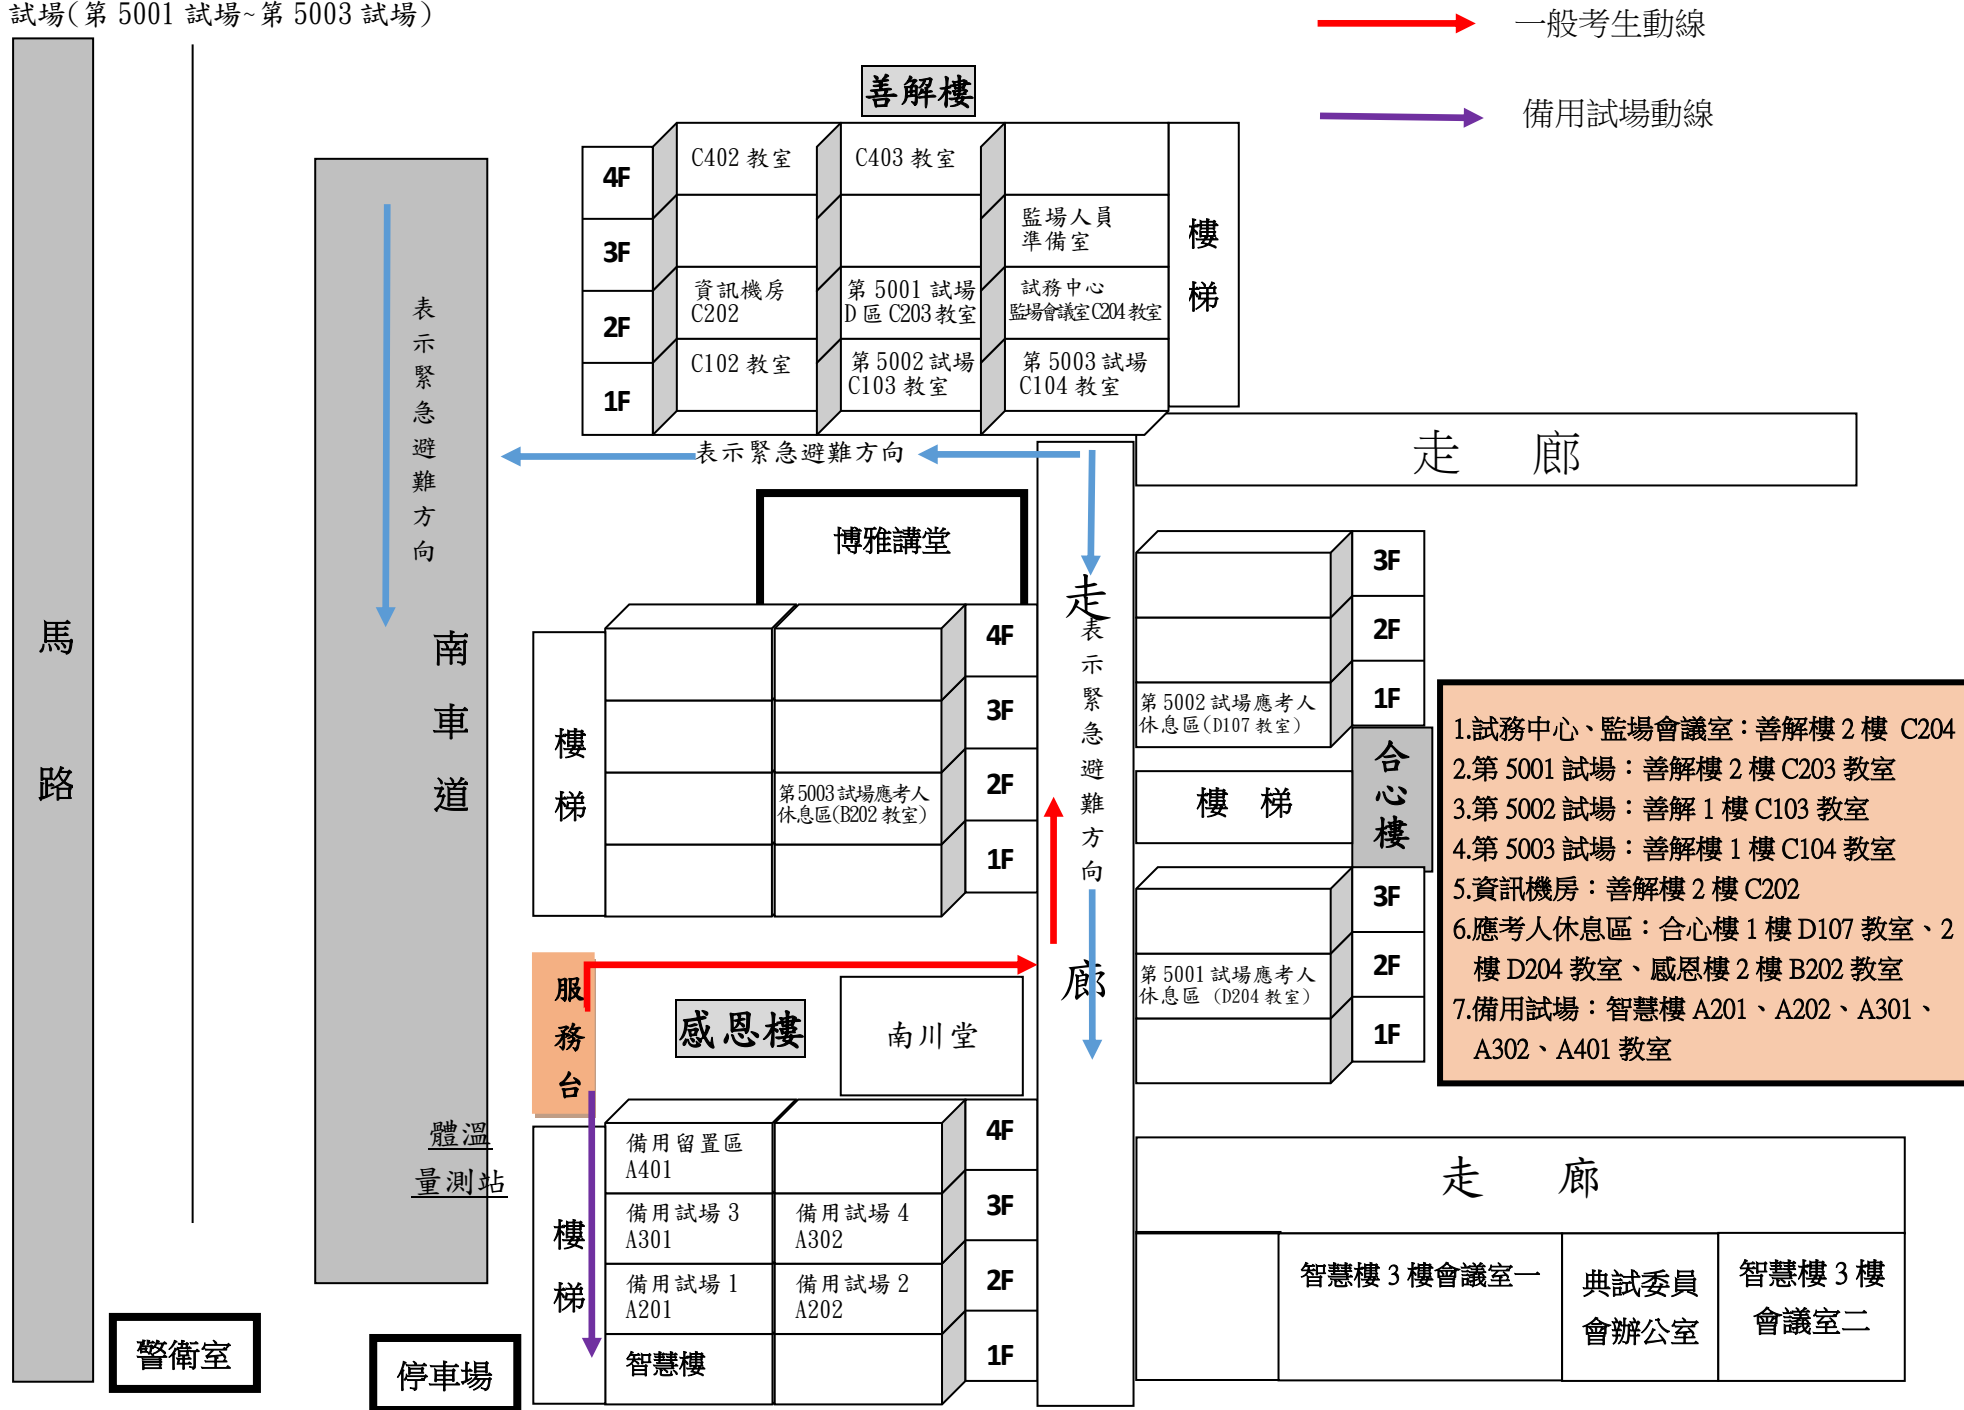 試場(第 5001 試場~第 5003 試場)
一般考生動線
備用試場動線
善解樓
4F
3F
2F
1F
C402 教室
C403 教室
監場人員
準備室
資訊機房
C202
第 5001 試場
D 區 C203 教室
試務中心
監場會議室 C204 教室
C102 教室
第 5002 試場
C103 教室
第 5003 試場
C104 教室
樓梯
走廊
表示緊急避難方向
表示緊急避難方向
馬路
南車道
博雅講堂
樓梯
4F
3F
2F
1F
第 5003 試場應考人
休息區(B202 教室)
走廊
表示緊急避難方向
3F
2F
1F
第 5002 試場應考人
休息區(D107 教室)
樓梯
合心樓
3F
2F
1F
第 5001 試場應考人
休息區 (D204 教室)
1.試務中心、監場會議室：善解樓 2 樓 C204
2.第 5001 試場：善解樓 2 樓 C203 教室
3.第 5002 試場：善解 1 樓 C103 教室
4.第 5003 試場：善解樓 1 樓 C104 教室
5.資訊機房：善解樓 2 樓 C202
6.應考人休息區：合心樓 1 樓 D107 教室、2
樓 D204 教室、感恩樓 2 樓 B202 教室
7.備用試場：智慧樓 A201、A202、A301、
A302、A401 教室
服務台
感恩樓
南川堂
體溫
量測站
樓梯
4F
3F
2F
1F
備用留置區
A401
備用試場 3
A301
備用試場 4
A302
備用試場 1
A201
備用試場 2
A202
智慧樓
走廊
智慧樓 3 樓會議室一
典試委員
會辦公室
智慧樓 3 樓
會議室二
警衛室
停車場